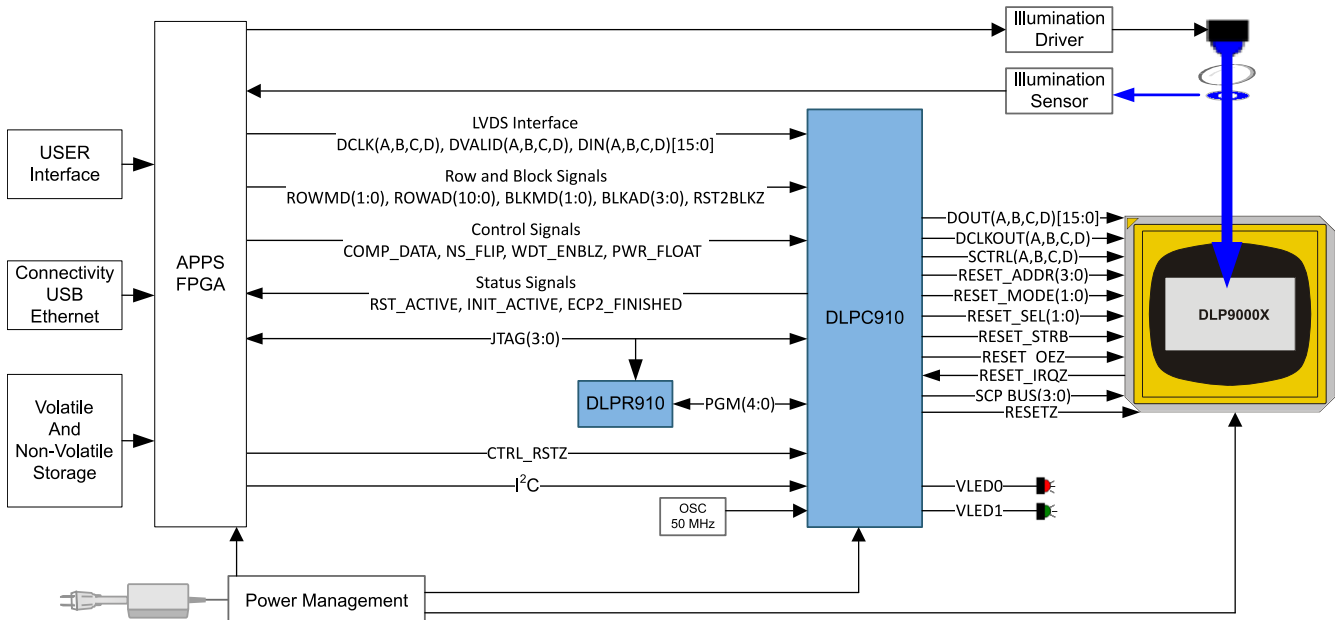 Illumination
Driver
Illumination
Sensor
USER
Interface
Connectivity
USB
Ethernet
Volatile
And
Non-Volatile
Storage
APPS
FPGA
LVDS Interface
DCLK(A,B,C,D), DVALID(A,B,C,D), DIN(A,B,C,D)[15:0]
Row and Block Signals
ROWMD(1:0), ROWAD(10:0), BLKMD(1:0), BLKAD(3:0), RST2BLKZ
Control Signals
COMP_DATA, NS_FLIP, WDT_ENBLZ, PWR_FLOAT
Status Signals
RST_ACTIVE, INIT_ACTIVE, ECP2_FINISHED
JTAG(3:0)
DLPR910
PGM(4:0)
CTRL_RSTZ
I²C
OSC
50 MHz
DLPC910
DOUT(A,B,C,D)[15:0]
DCLKOUT(A,B,C,D)
SCTRL(A,B,C,D)
RESET_ADDR(3:0)
RESET_MODE(1:0)
RESET_SEL(1:0)
RESET_STRB
RESET_OEZ
RESET_IRQZ
SCP BUS(3:0)
RESETZ
VLED0
VLED1
DLP9000X
Power Management